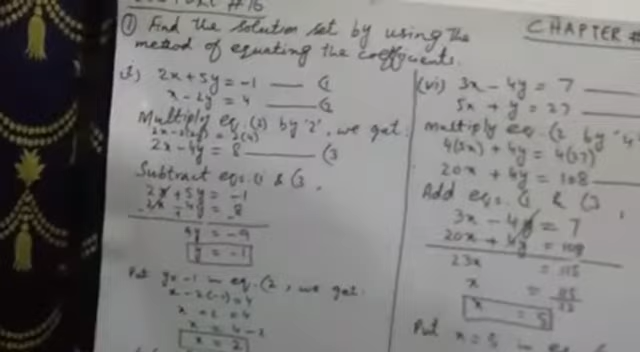 #16
CHAPTER #
① Find the solution set by using the
method of equating the coefficients.
2x + 5y = -1 —— (1
x - 2y = 4 —— (2
Multiply eq. (2) by '2', we get.
2x - 4y = 8 —— (3
Subtract eqs. (1 & (3,
2x + 5y = -1
2x - 4y = 8
9y = -9
y = -1
Put y = -1 in eq. (2, we get.
x - 2(-1) = 4
x + 2 = 4
x = 4 - 2
x = 2
(vi) 3x - 4y = 7
5x + y = 27
multiply eq. (2 by '4'
4(5x) + 4y = 4(27)
20x + 4y = 108
Add eqs. (1 & (3,
3x - 4y = 7
20x + 4y = 108
23x = 115
x = 115/23
x = 5
Put x = 5 in eq.